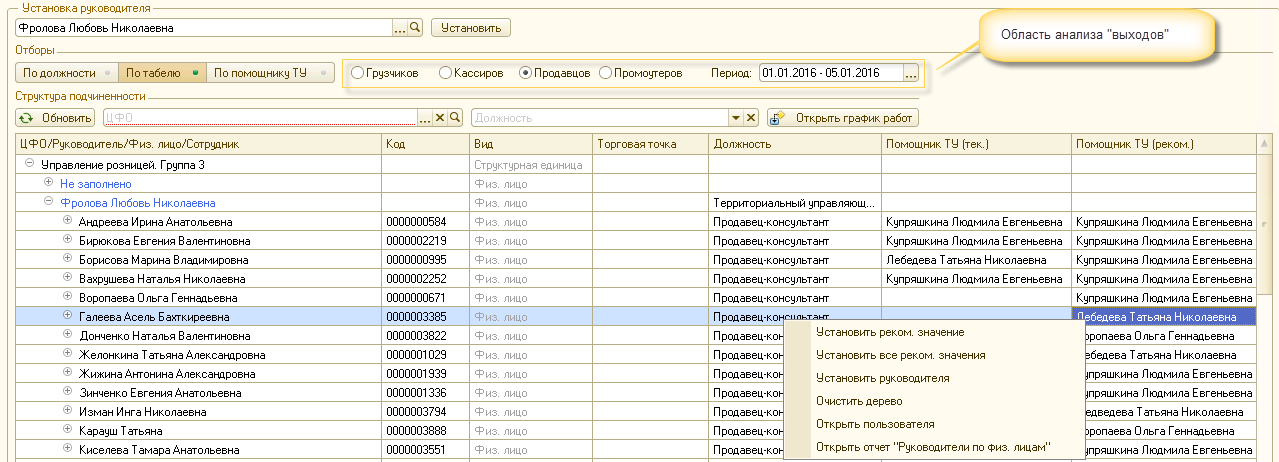 Установка руководителя
Фролова Любовь Николаевна ... Установить
Область анализа "выходов"
Отборы
По должности По табелю По помощнику ТУ Грузчиков Кассиров Продавцов Промоутеров Период: 01.01.2016 - 05.01.2016 ...
Структура подчиненности
Обновить ЦФО ... Должность Открыть график работ
ЦФО/Руководитель/Физ. лицо/Сотрудник Код Вид Торговая точка Должность Помощник ТУ (тек.) Помощник ТУ (реком.)
Управление розницей. Группа 3 Структурная единица
Не заполнено Физ. лицо
Фролова Любовь Николаевна Физ. лицо Территориальный управляющ...
Андреева Ирина Анатольевна 0000000584 Физ. лицо Продавец-консультант Купряшкина Людмила Евгеньевна Купряшкина Людмила Евгеньевна
Бирюкова Евгения Валентиновна 0000002219 Физ. лицо Продавец-консультант Купряшкина Людмила Евгеньевна Купряшкина Людмила Евгеньевна
Борисова Марина Владимировна 0000000995 Физ. лицо Продавец-консультант Лебедева Татьяна Николаевна Купряшкина Людмила Евгеньевна
Вахрушева Наталья Николаевна 0000002252 Физ. лицо Продавец-консультант Купряшкина Людмила Евгеньевна Купряшкина Людмила Евгеньевна
Воропаева Ольга Геннадьевна 0000000671 Физ. лицо Продавец-консультант Купряшкина Людмила Евгеньевна
Галеева Асель Бахткиреевна 0000003385 Физ. лицо Продавец-консультант Лебедева Татьяна Николаевна
Донченко Наталья Валентиновна 0000003822 Физ. лицо Продавец-кон оропаева Ольга Геннадьевна
Желонкина Татьяна Александровна 0000001029 Физ. лицо Продавец-кон ебедева Татьяна Николаевна
Жижина Антонина Александровна 0000001939 Физ. лицо Продавец-кон упряшкина Людмила Евгеньевна
Зинченко Евгения Анатольевна 0000001336 Физ. лицо Продавец-кон упряшкина Людмила Евгеньевна
Изман Инга Николаевна 0000003794 Физ. лицо Продавец-кон едведева Татьяна Николаевна
Карауш Татьяна 0000003888 Физ. лицо Продавец-кон оропаева Ольга Геннадьевна
Киселева Тамара Анатольевна 0000003551 Физ. лицо Продавец-кон упряшкина Людмила Евгеньевна
Установить реком. значение
Установить все реком. значения
Установить руководителя
Очистить дерево
Открыть пользователя
Открыть отчет "Руководители по физ. лицам"